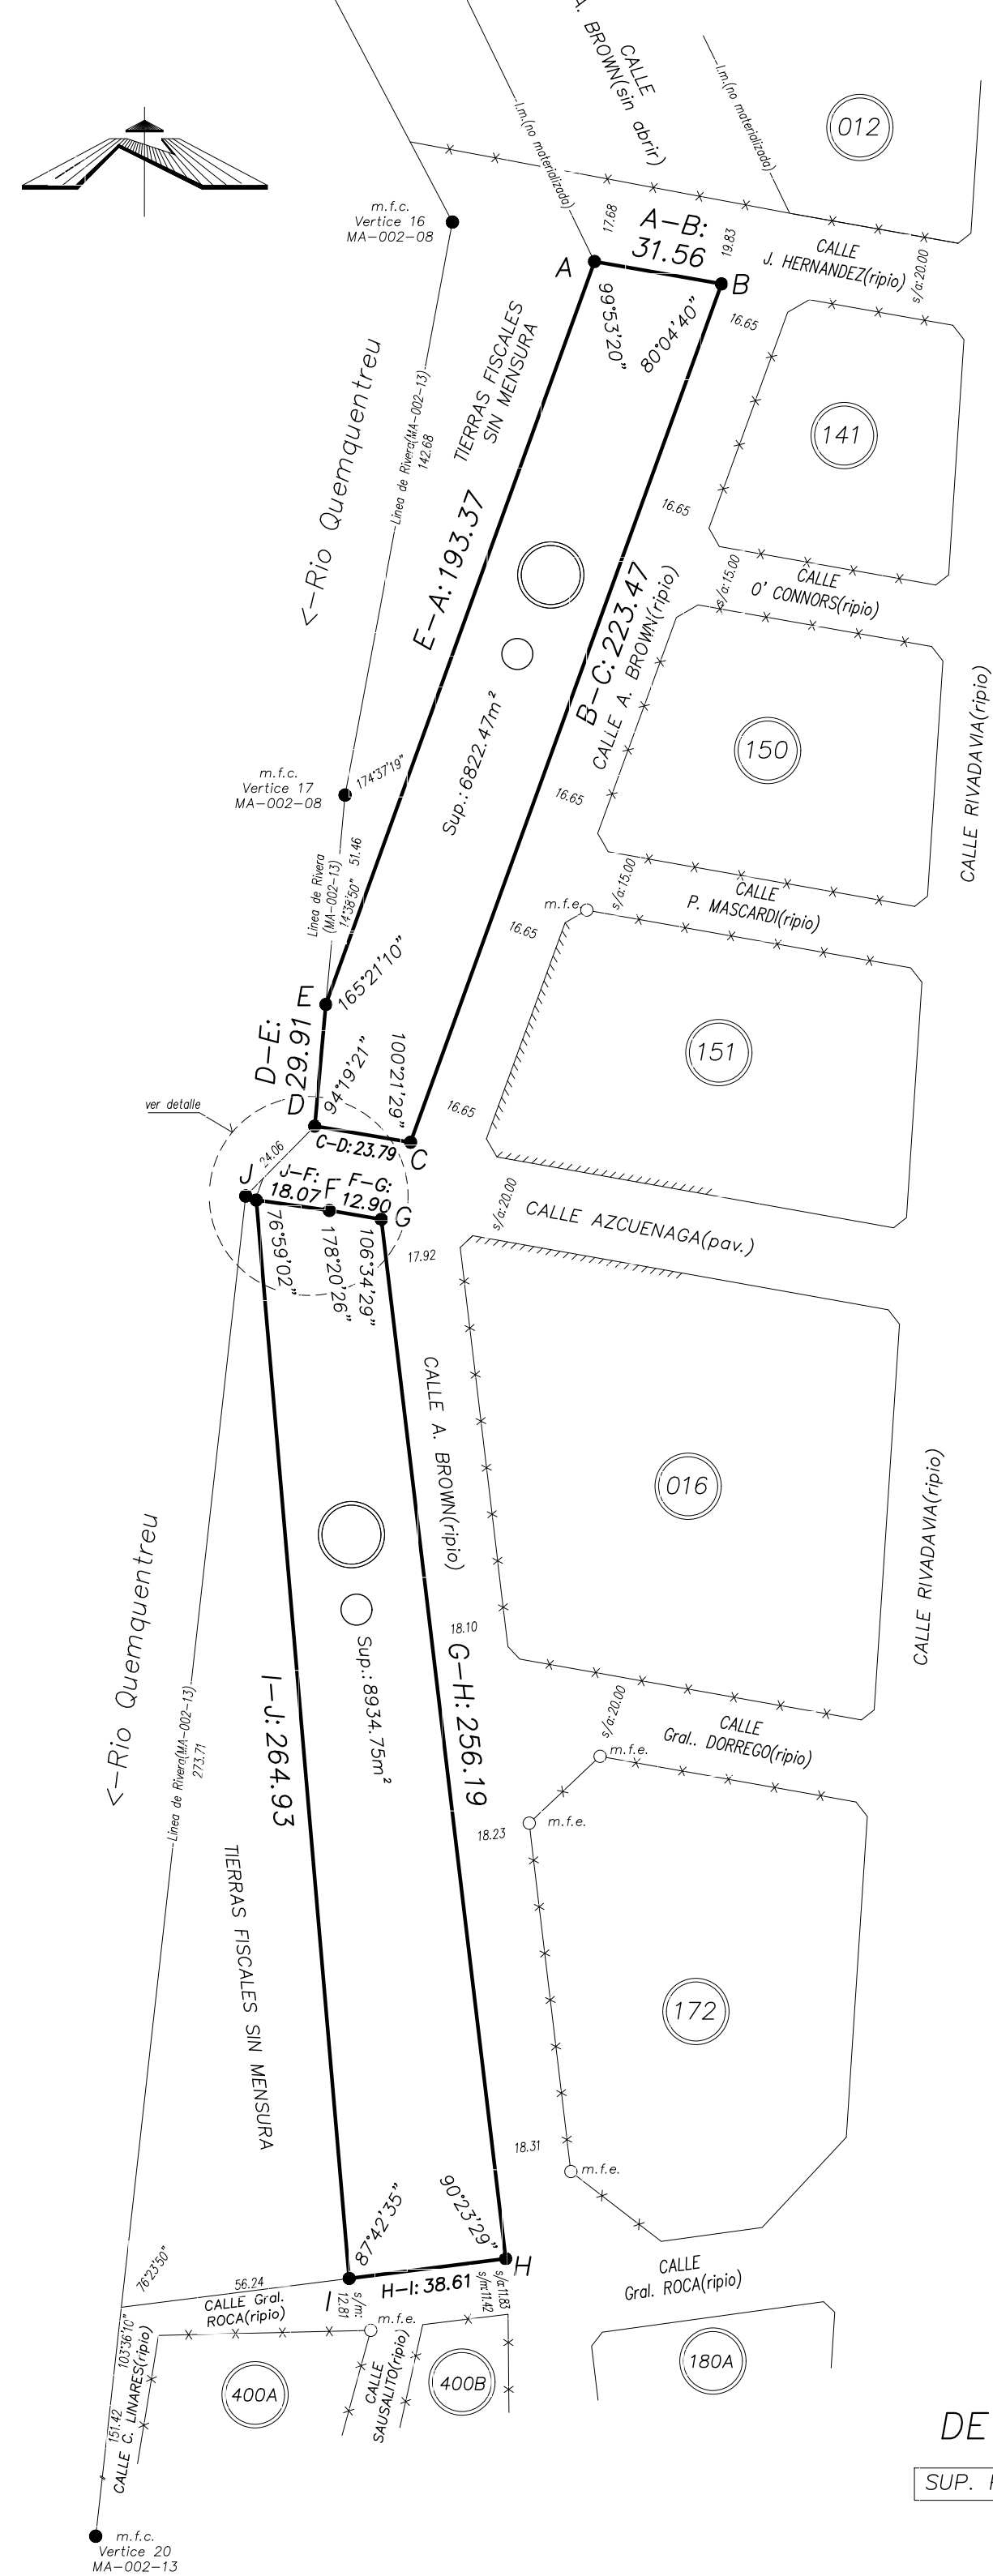 CALLE
A. BROWN(sin abrir)
l.m.(no materializada)
l.m.(no materializada)
012
m.f.c.
Vertice 16
MA-002-08
17.68
A-B:
31.56
19.83
CALLE
J. HERNANDEZ(ripio)
s/a:20.00
A
B
99°53'20"
80°04'40"
16.65
TIERRAS FISCALES
SIN MENSURA
<-Rio Quemquentreu
Linea de Rivera(MA-002-13)
142.68
141
E-A:193.37
16.65
s/a:15.00
CALLE
O' CONNORS(ripio)
B-C: 223.47
CALLE A. BROWN(ripio)
Sup.:6822.47m²
150
CALLE RIVADAVIA(ripio)
m.f.c.
Vertice 17
MA-002-08
174°37'19"
16.65
51.46
14°38'50"
Linea de Rivera
(MA-002-13)
s/a:15.00
CALLE
P. MASCARDI(ripio)
m.f.e.
16.65
E
165°21'10"
D-E:
29.91
94°19'21"
100°21'29"
151
ver detalle
D
C-D:23.79
C
16.65
24.06
J
J-F:
18.07
F
F-G:
12.90
G
s/a:20.00
CALLE AZCUENAGA(pav.)
76°59'02"
178°20'26"
106°34'29"
17.92
CALLE A. BROWN(ripio)
016
CALLE RIVADAVIA(ripio)
<-Rio Quemquentreu
Linea de Rivera(MA-002-13)
273.71
I-J: 264.93
Sup.:8934.75m²
18.10
G-H: 256.19
s/a:20.00
CALLE
Gral.. DORREGO(ripio)
m.f.e.
m.f.e.
18.23
TIERRAS FISCALES SIN MENSURA
172
18.31
m.f.e.
87°42'35"
90°23'29"
H
76°23'50"
56.24
CALLE Gral.
ROCA(ripio)
I
s/m:
12.81
H-I: 38.61
s/a:11.83
s/m:11.42
CALLE
Gral. ROCA(ripio)
m.f.e.
103°36'10"
CALLE C. LINARES(ripio)
151.42
400A
CALLE
SAUSALITO(ripio)
400B
180A
DE
SUP.
m.f.c.
Vertice 20
MA-002-13